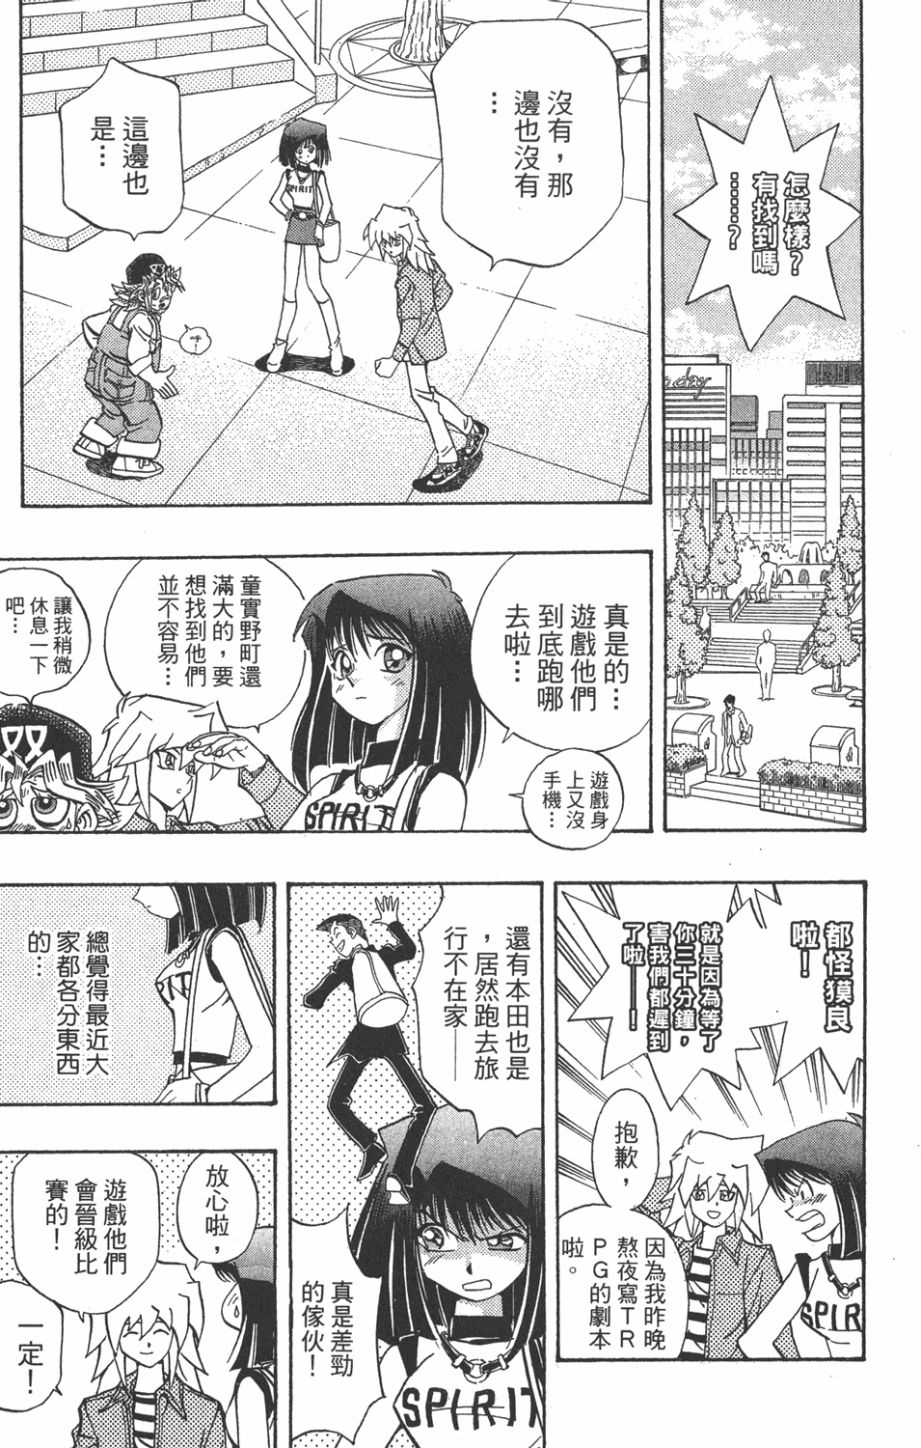 怎麼樣？
有找到嗎
……？
day
沒有，那
邊也沒有
…
這邊也
是…
呼！
SPIRIT
真是的…
遊戲他們
到底跑哪
去啦…
遊戲身
上又沒
手機…
童實野町還
滿大的，要
想找到他們
並不容易…
讓我稍微
休息一下
吧…
SPIRIT
都怪獏良
啦！
就是因為等了
你三十分鐘，
害我們都遲到
了啦——！
抱歉，
因為我昨晚
熬夜寫TR
PG的劇本
啦。
SPIRI
還有本田也是
，居然跑去旅
行不在家——
真是差勁
的傢伙！
SPIRIT
總覺得最近大
家都各分東西
的…
放心啦，
遊戲他們
會晉級比
賽的！
一定！